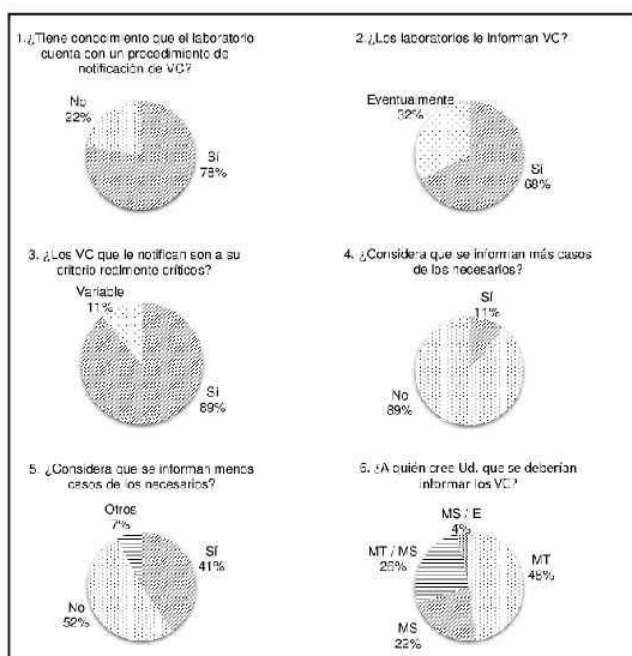 1.¿Tiene conocimiento que el laboratorio
cuenta con un procedimiento de
notificación de VC?
No
22%
Sí
78%
2.¿Los laboratorios le informan VC?
Eventualmente
32%
Sí
68%
3. ¿Los VC que le notifican son a su
criterio realmente críticos?
Variable
11%
Sí
89%
4. ¿Considera que se informan más casos
de los necesarios?
Sí
11%
No
89%
5. ¿Considera que se informan menos
casos de los necesarios?
Otros
7%
Sí
41%
No
52%
6. ¿A quién cree Ud. que se deberían
informar los VC?
MS / E
4%
MT / MS
26%
MT
48%
MS
22%